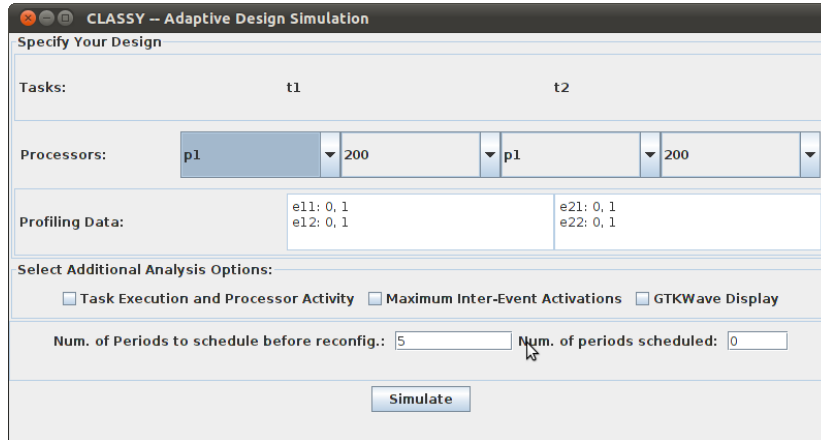 CLASSY -- Adaptive Design Simulation
Specify Your Design
Tasks: t1 t2
Processors: p1 200 p1 200
Profiling Data:
e11: 0, 1
e12: 0, 1
e21: 0, 1
e22: 0, 1
Select Additional Analysis Options:
Task Execution and Processor Activity Maximum Inter-Event Activations GTKWave Display
Num. of Periods to schedule before reconfig.: 5 Num. of periods scheduled: 0
Simulate